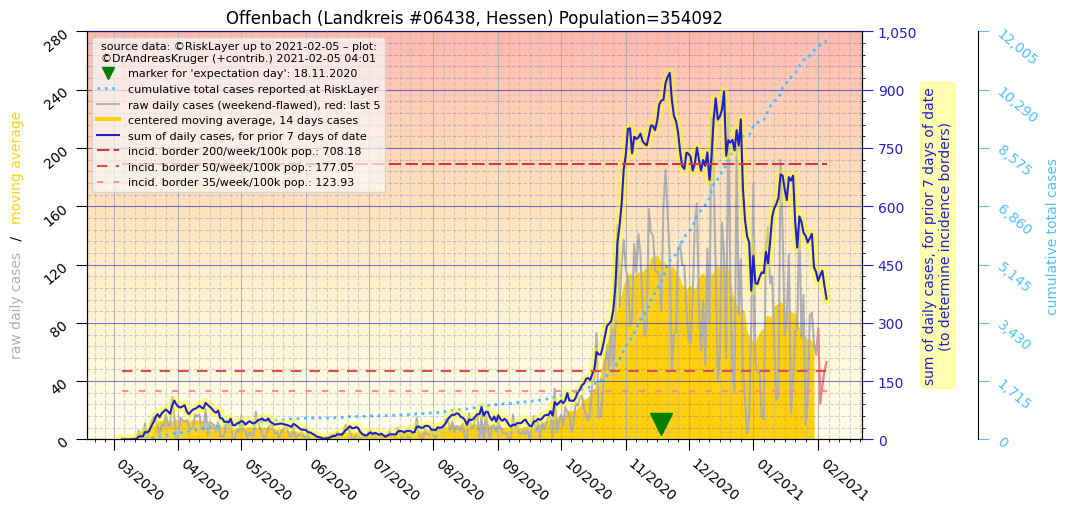 Offenbach (Landkreis #06438, Hessen) Population=354092
source data: ©RiskLayer up to 2021-02-05 – plot:
©DrAndreasKruger (+contrib.) 2021-02-05 04:01
marker for 'expectation day': 18.11.2020
cumulative total cases reported at RiskLayer
raw daily cases (weekend-flawed), red: last 5
centered moving average, 14 days cases
sum of daily cases, for prior 7 days of date
incid. border 200/week/100k pop.: 708.18
incid. border 50/week/100k pop.: 177.05
incid. border 35/week/100k pop.: 123.93
raw daily cases / moving average
280
240
200
160
120
80
40
0
03/2020
04/2020
05/2020
06/2020
07/2020
08/2020
09/2020
10/2020
11/2020
12/2020
01/2021
02/2021
1,050
900
750
600
450
300
150
0
sum of daily cases, for prior 7 days of date
(to determine incidence borders)
12,005
10,290
8,575
6,860
5,145
3,430
1,715
0
cumulative total cases